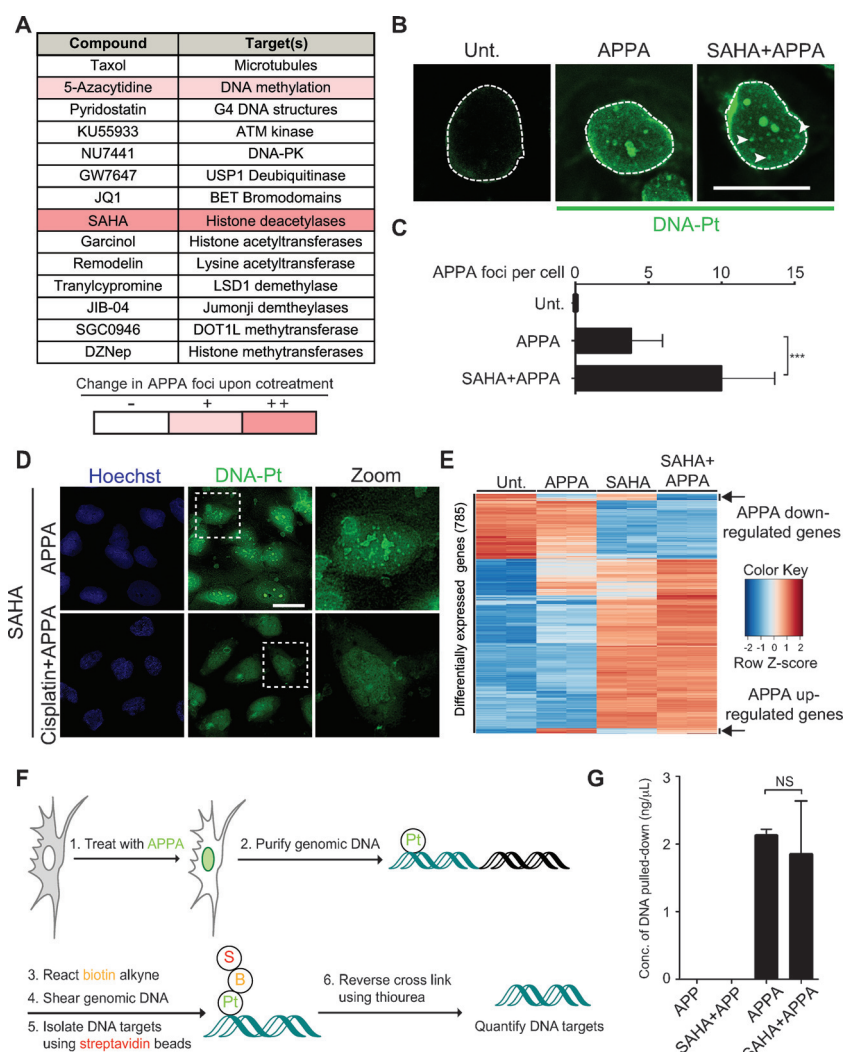 A
Compound Target(s)
Taxol Microtubules
5-Azacytidine DNA methylation
Pyridostatin G4 DNA structures
KU55933 ATM kinase
NU7441 DNA-PK
GW7647 USP1 Deubiquitinase
JQ1 BET Bromodomains
SAHA Histone deacetylases
Garcinol Histone acetyltransferases
Remodelin Lysine acetyltransferase
Tranylcypromine LSD1 demethylase
JIB-04 Jumonji demtheylases
SGC0946 DOT1L methytransferase
DZNep Histone methytransferases
Change in APPA foci upon cotreatment
- + ++
B
Unt. APPA SAHA+APPA
DNA-Pt
C
APPA foci per cell 0 5 10 15
Unt.
APPA
SAHA+APPA
***
D
Hoechst DNA-Pt Zoom
SAHA
APPA
Cisplatin+APPA
E
Unt. APPA SAHA SAHA+
APPA
Differentially expressed genes (785)
APPA down-
regulated genes
Color Key
-2 -1 0 1 2
Row Z-score
APPA up-
regulated genes
F
1. Treat with APPA
2. Purify genomic DNA
Pt
3. React biotin alkyne
4. Shear genomic DNA
5. Isolate DNA targets
using streptavidin beads
S
B
Pt
6. Reverse cross link
using thiourea
Quantify DNA targets
G
Conc. of DNA pulled-down (ng/µL)
3
2
1
0
NS
APP
SAHA+APP
APPA
SAHA+APPA